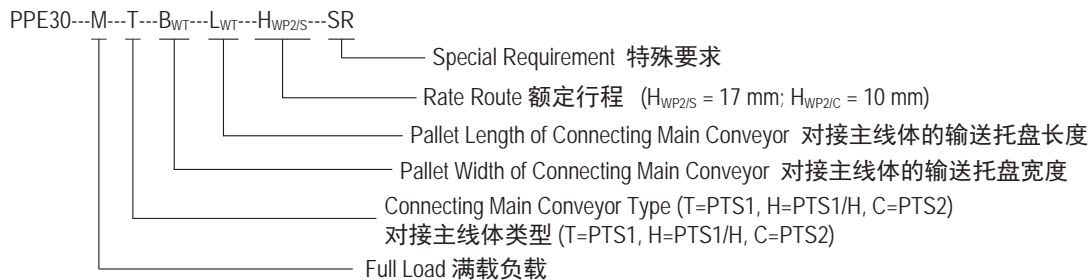 PPE30---M---T---BWT---LWT---HWP2/S---SR
Special Requirement 特殊要求
Rate Route 额定行程 (HWP2/S = 17 mm; HWP2/C = 10 mm)
Pallet Length of Connecting Main Conveyor 对接主线体的输送托盘长度
Pallet Width of Connecting Main Conveyor 对接主线体的输送托盘宽度
Connecting Main Conveyor Type (T=PTS1, H=PTS1/H, C=PTS2)
对接主线体类型 (T=PTS1, H=PTS1/H, C=PTS2)
Full Load 满载负载